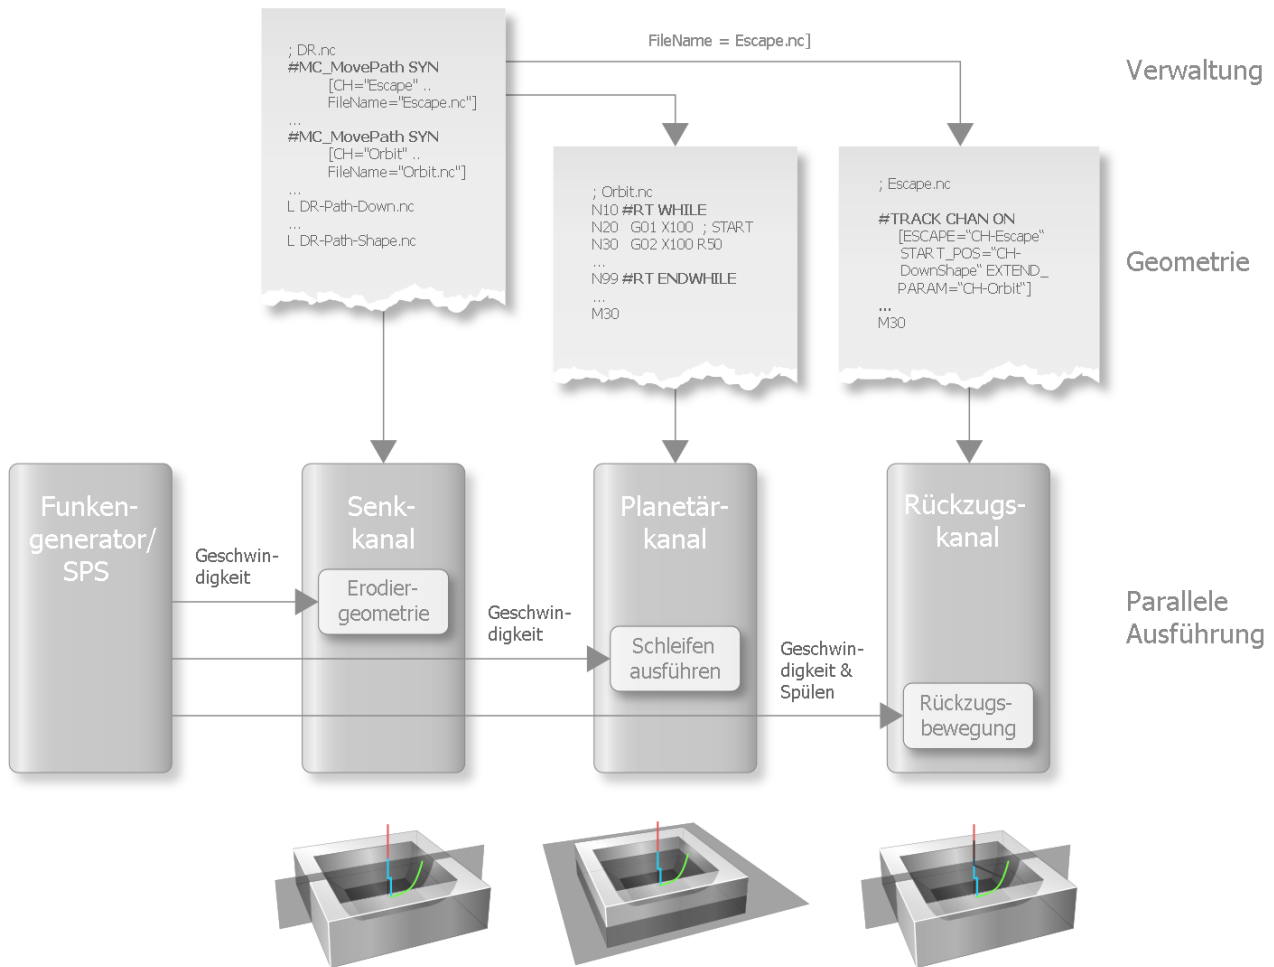 FileName = Escape.nc]
Verwaltung
; DR.nc
#MC_MovePath SYN
[CH="Escape" ..
FileName="Escape.nc"]
...
#MC_MovePath SYN
[CH="Orbit" ..
FileName="Orbit.nc"]
...
L DR-Path-Down.nc
...
L DR-Path-Shape.nc
; Orbit.nc
N10 #RT WHILE
N20 G01 X100 ; START
N30 G02 X100 R50
...
N99 #RT ENDWHILE
...
M30
; Escape.nc
#TRACK CHAN ON
[ESCAPE=“CH-Escape“
START_POS=“CH-
DownShape“ EXTEND_
PARAM=“CH-Orbit“]
...
M30
Geometrie
Funken-
generator/
SPS
Senk-
kanal
Planetär-
kanal
Rückzugs-
kanal
Geschwin-
digkeit
Erodier-
geometrie
Geschwin-
digkeit
Schleifen
ausführen
Geschwin-
digkeit &
Spülen
Rückzugs-
bewegung
Parallele
Ausführung